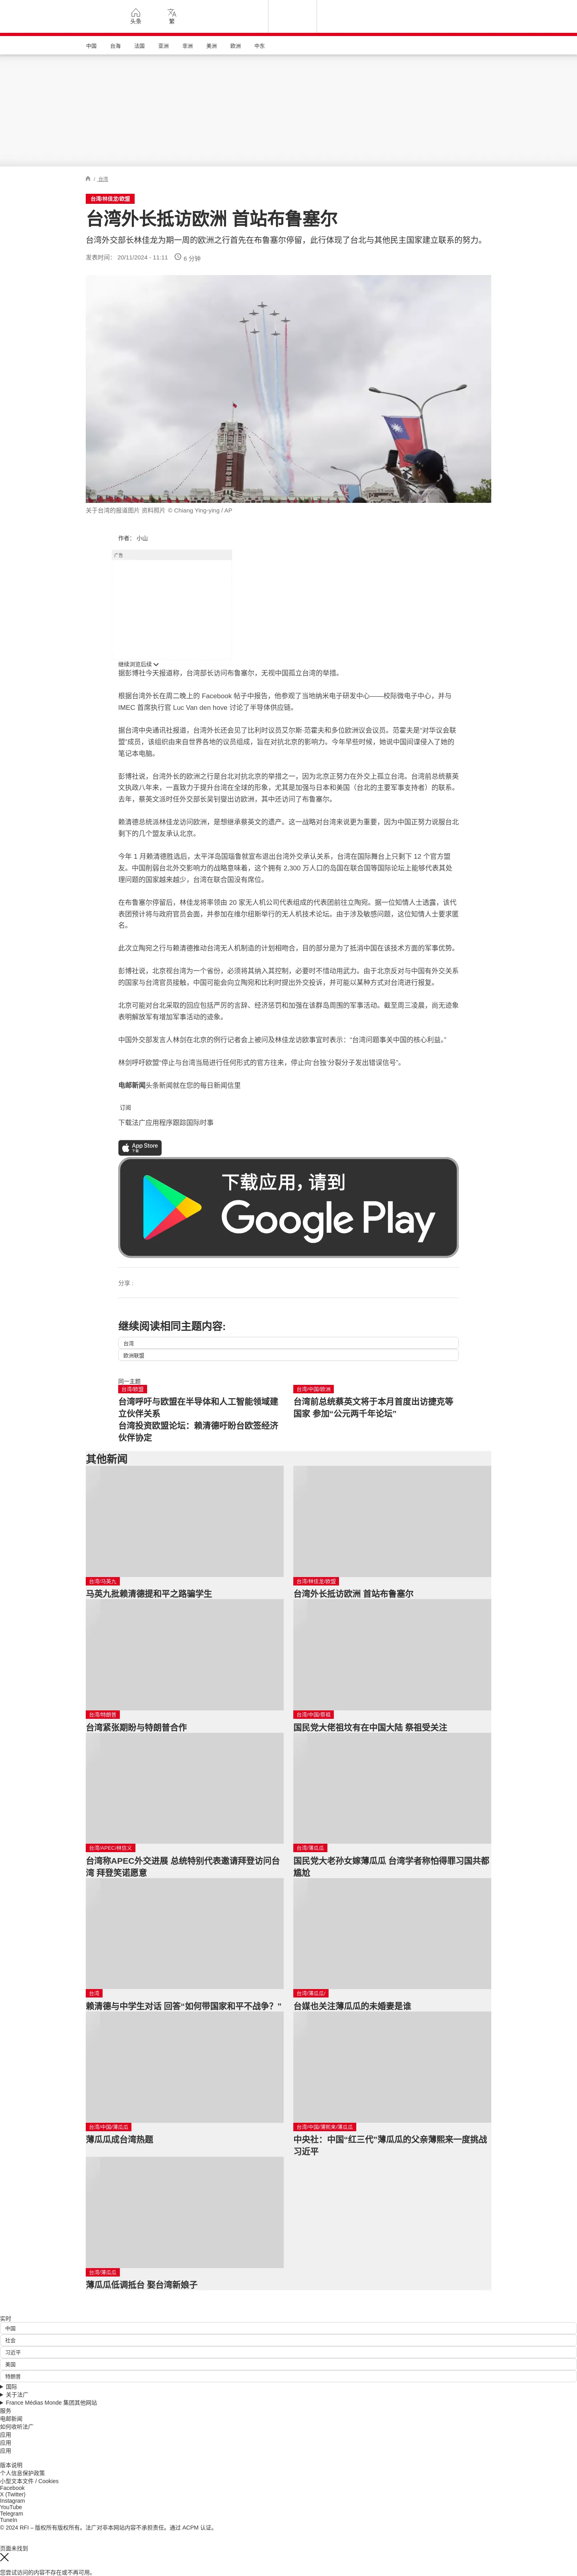 头条
繁
中国
台海
法国
亚洲
非洲
美洲
欧洲
中东
/ 台湾
台湾/林佳龙/欧盟
台湾外长抵访欧洲 首站布鲁塞尔
台湾外交部长林佳龙为期一周的欧洲之行首先在布鲁塞尔停留，此行体现了台北与其他民主国家建立联系的努力。
发表时间： 20/11/2024 - 11:11
6 分钟
关于台湾的报道图片 资料照片 © Chiang Ying-ying / AP
作者： 小山
广告
继续浏览后续
据彭博社今天报道称，台湾部长访问布鲁塞尔，无视中国孤立台湾的举措。
根据台湾外长在周二晚上的 Facebook 帖子中报告，他参观了当地纳米电子研发中心——校际微电子中心，并与
IMEC 首席执行官 Luc Van den hove 讨论了半导体供应链。
据台湾中央通讯社报道，台湾外长还会见了比利时议员艾尔斯·范霍夫和多位欧洲议会议员。范霍夫是“对华议会联
盟”成员，该组织由来自世界各地的议员组成，旨在对抗北京的影响力。今年早些时候，她说中国间谍侵入了她的
笔记本电脑。
彭博社说，台湾外长的欧洲之行是台北对抗北京的举措之一，因为北京正努力在外交上孤立台湾。台湾前总统蔡英
文执政八年来，一直致力于提升台湾在全球的形象，尤其是加强与日本和美国（台北的主要军事支持者）的联系。
去年，蔡英文派时任外交部长吴钊燮出访欧洲，其中还访问了布鲁塞尔。
赖清德总统派林佳龙访问欧洲，是想继承蔡英文的遗产。这一战略对台湾来说更为重要，因为中国正努力说服台北
剩下的几个盟友承认北京。
今年 1 月赖清德胜选后，太平洋岛国瑙鲁就宣布退出台湾外交承认关系，台湾在国际舞台上只剩下 12 个官方盟
友。中国削弱台北外交影响力的战略意味着，这个拥有 2,300 万人口的岛国在联合国等国际论坛上能够代表其处
理问题的国家越来越少，台湾在联合国没有席位。
在布鲁塞尔停留后，林佳龙将率领由 20 家无人机公司代表组成的代表团前往立陶宛。据一位知情人士透露，该代
表团预计将与政府官员会面，并参加在维尔纽斯举行的无人机技术论坛。由于涉及敏感问题，这位知情人士要求匿
名。
此次立陶宛之行与赖清德推动台湾无人机制造的计划相吻合，目的部分是为了抵消中国在该技术方面的军事优势。
彭博社说，北京视台湾为一个省份，必须将其纳入其控制，必要时不惜动用武力。由于北京反对与中国有外交关系
的国家与台湾官员接触，中国可能会向立陶宛和比利时提出外交投诉，并可能以某种方式对台湾进行报复。
北京可能对台北采取的回应包括严厉的言辞、经济惩罚和加强在该群岛周围的军事活动。截至周三凌晨，尚无迹象
表明解放军有增加军事活动的迹象。
中国外交部发言人林剑在北京的例行记者会上被问及林佳龙访欧事宜时表示：“台湾问题事关中国的核心利益。”
林剑呼吁欧盟“停止与台湾当局进行任何形式的官方往来，停止向‘台独’分裂分子发出错误信号”。
电邮新闻头条新闻就在您的每日新闻信里
订阅
下载法广应用程序跟踪国际时事
App Store
下载
下载应用, 请到
Google Play
分享 :
继续阅读相同主题内容:
台湾
欧洲联盟
同一主题
台湾/欧盟
台湾呼吁与欧盟在半导体和人工智能领域建
立伙伴关系
台湾投资欧盟论坛：赖清德吁盼台欧签经济
伙伴协定
台湾/中国/欧洲
台湾前总统蔡英文将于本月首度出访捷克等
国家 参加“公元两千年论坛”
其他新闻
台湾/马英九
马英九批赖清德提和平之路骗学生
台湾/林佳龙/欧盟
台湾外长抵访欧洲 首站布鲁塞尔
台湾/特朗普
台湾紧张期盼与特朗普合作
台湾/中国/祭祖
国民党大佬祖坟有在中国大陆 祭祖受关注
台湾/APEC/林信义
台湾称APEC外交进展 总统特别代表邀请拜登访问台
湾 拜登笑诺愿意
台湾/薄瓜瓜
国民党大老孙女嫁薄瓜瓜 台湾学者称怕得罪习国共都
尴尬
台湾
赖清德与中学生对话 回答“如何带国家和平不战争？”
台湾/薄瓜瓜/
台媒也关注薄瓜瓜的未婚妻是谁
台湾/中国/薄瓜瓜
薄瓜瓜成台湾热题
台湾/中国/薄熙来/薄瓜瓜
中央社：中国“红三代”薄瓜瓜的父亲薄熙来一度挑战
习近平
台湾/薄瓜瓜
薄瓜瓜低调抵台 娶台湾新娘子
实时
中国
社会
习近平
美国
特朗普
国际
关于法广
France Médias Monde 集团其他网站
服务
电邮新闻
如何收听法广
应用
应用
应用
版本说明
个人信息保护政策
小型文本文件 / Cookies
Facebook
X (Twitter)
Instagram
YouTube
Telegram
TuneIn
© 2024 RFI – 版权所有版权所有。法广对非本网站内容不承担责任。通过 ACPM 认证。
页面未找到
您尝试访问的内容不存在或不再可用。